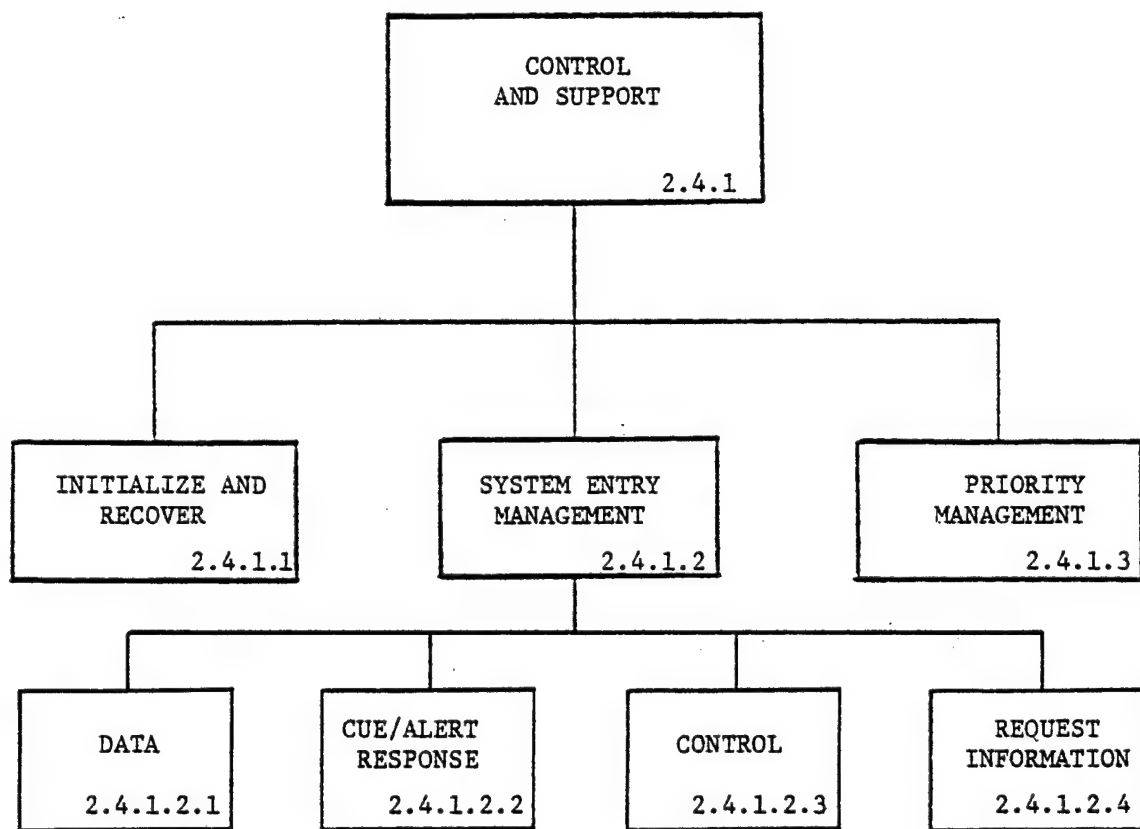 CONTROL
AND SUPPORT
2.4.1
INITIALIZE AND
RECOVER
2.4.1.1
SYSTEM ENTRY
MANAGEMENT
2.4.1.2
PRIORITY
MANAGEMENT
2.4.1.3
DATA
2.4.1.2.1
CUE/ALERT
RESPONSE
2.4.1.2.2
CONTROL
2.4.1.2.3
REQUEST
INFORMATION
2.4.1.2.4